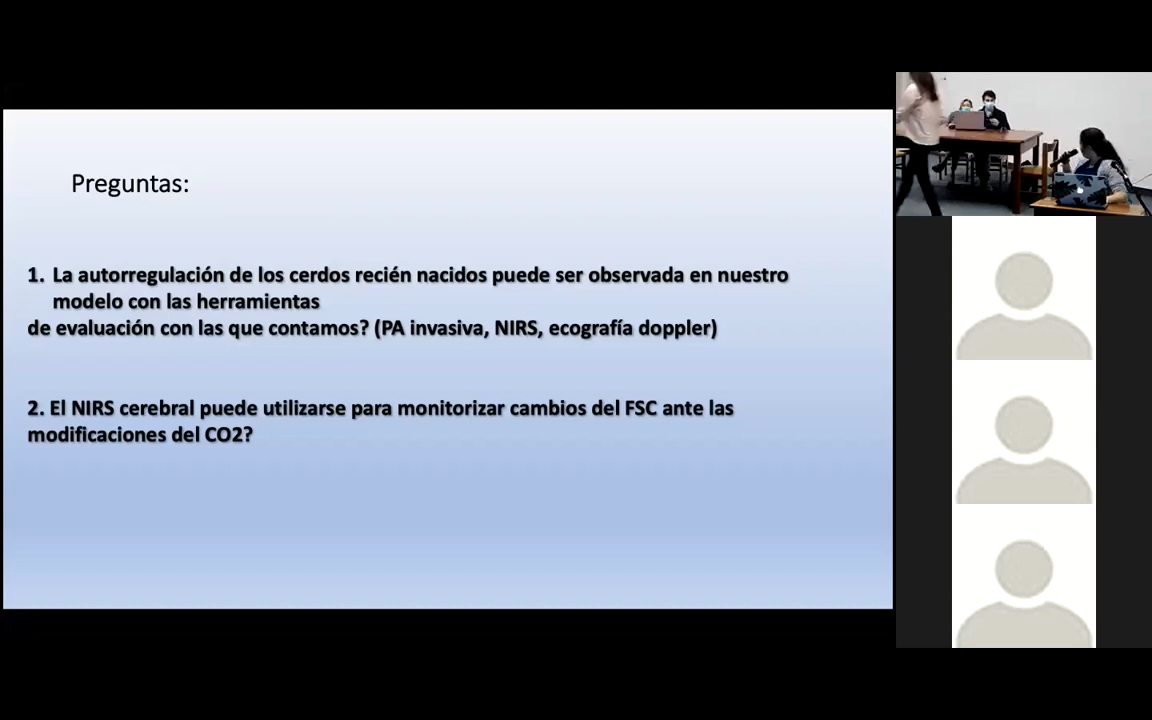 Preguntas:
1. La autorregulación de los cerdos recién nacidos puede ser observada en nuestro
modelo con las herramientas
de evaluación con las que contamos? (PA invasiva, NIRS, ecografía doppler)
2. El NIRS cerebral puede utilizarse para monitorizar cambios del FSC ante las
modificaciones del CO2?